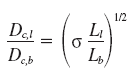 D_{c,l} / D_{c,b} = (σ L_l / L_b)^{1/2}